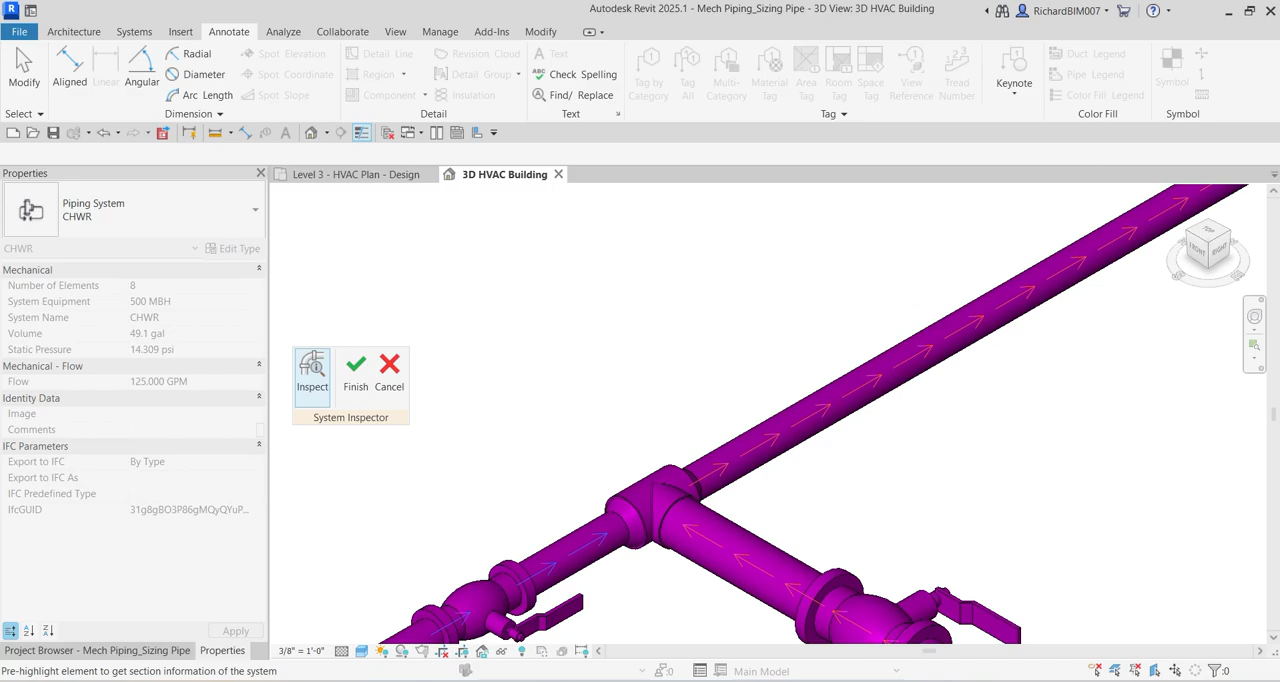 Autodesk Revit 2025.1 - Mech Piping_Sizing Pipe - 3D View: 3D HVAC Building
RichardBIM007
File Architecture Systems Insert Annotate Analyze Collaborate View Manage Add-Ins Modify
Modify
Select
Aligned
Linear
Angular
Radial
Diameter
Arc Length
Spot Elevation
Spot Coordinate
Spot Slope
Dimension
Detail Line
Region
Component
Revision Cloud
Detail Group
Insulation
Detail
Text
ABC Check Spelling
Find/ Replace
Text
Tag by
Category
Tag
All
Multi-
Category
Material
Tag
Area
Tag
Room
Tag
Space
Tag
View
Reference
Tread
Number
Tag
Keynote
Duct Legend
Pipe Legend
Color Fill Legend
Color Fill
Symbol
Symbol
Properties
Level 3 - HVAC Plan - Design
3D HVAC Building
Piping System
CHWR
CHWR
Edit Type
Mechanical
Number of Elements 8
System Equipment 500 MBH
System Name CHWR
Volume 49.1 gal
Static Pressure 14.309 psi
Mechanical - Flow
Flow 125.000 GPM
Identity Data
Image
Comments
IFC Parameters
Export to IFC By Type
Export to IFC As
IFC Predefined Type
IfcGUID 31g8gBO3P86gMQyQYuP...
Apply
Inspect
Finish
Cancel
System Inspector
TOP
FRONT
RIGHT
Project Browser - Mech Piping_Sizing Pipe
Properties
3/8" = 1'-0"
Pre-highlight element to get section information of the system
:0
Main Model
:0